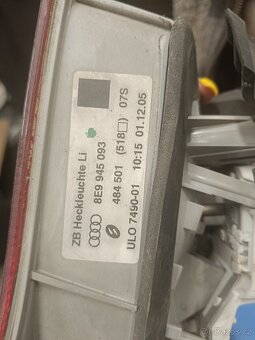 ZB Heckleuchte Li
8E9 945 093
484 501 (518□) 07S
ULO 7490-01 10:15 01.12.05